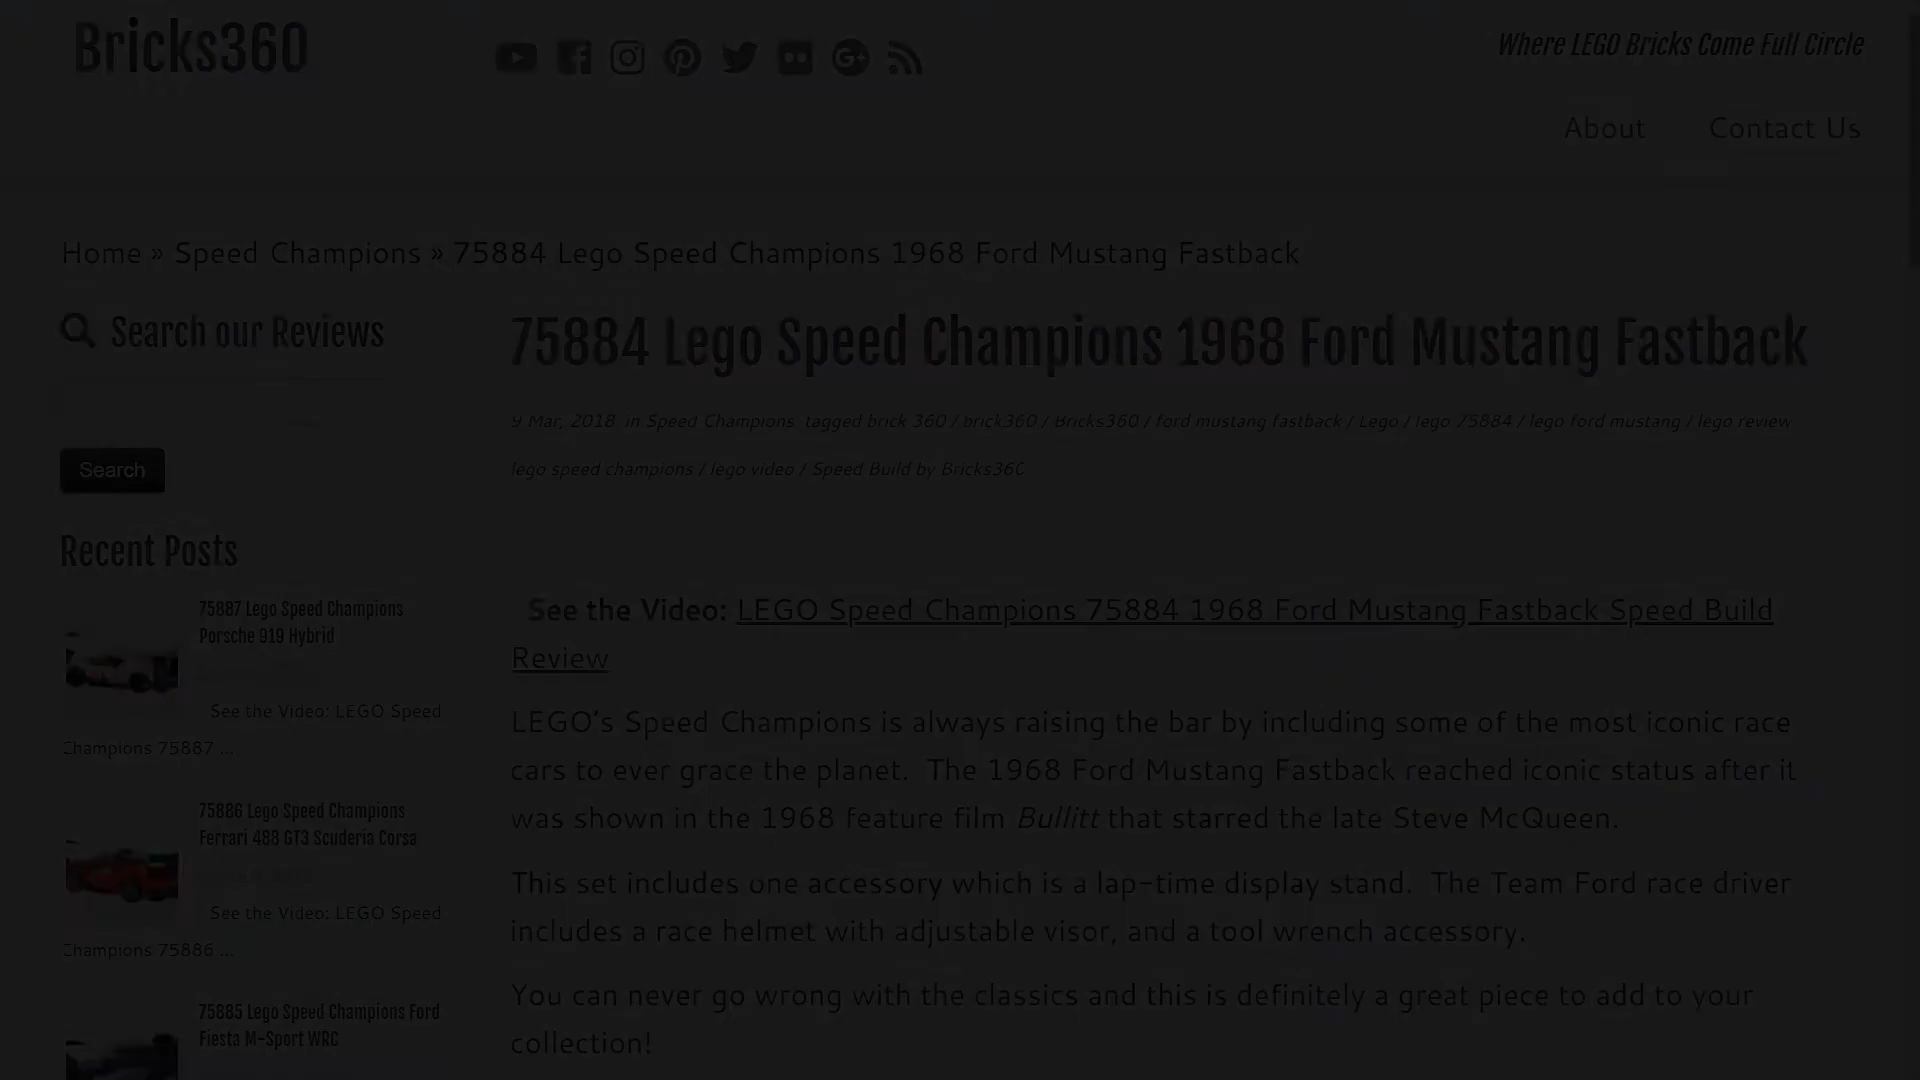 Bricks360
Where LEGO Bricks Come Full Circle
About
Contact Us
Home » Speed Champions » 75884 Lego Speed Champions 1968 Ford Mustang Fastback
Search our Reviews
Search
Recent Posts
75887 Lego Speed Champions
Porsche 919 Hybrid
See the Video: LEGO Speed
Champions 75887 ...
75886 Lego Speed Champions
Ferrari 488 GT3 Scuderia Corsa
See the Video: LEGO Speed
Champions 75886 ...
75885 Lego Speed Champions Ford
Fiesta M-Sport WRC
75884 Lego Speed Champions 1968 Ford Mustang Fastback
9 Mar, 2018 in Speed Champions tagged brick 360 / brick360 / Bricks360 / ford mustang fastback / Lego / lego 75884 / lego ford mustang / lego review
lego speed champions / lego video / Speed Build by Bricks360
See the Video: LEGO Speed Champions 75884 1968 Ford Mustang Fastback Speed Build
Review
LEGO's Speed Champions is always raising the bar by including some of the most iconic race
cars to ever grace the planet. The 1968 Ford Mustang Fastback reached iconic status after it
was shown in the 1968 feature film Bullitt that starred the late Steve McQueen.
This set includes one accessory which is a lap-time display stand. The Team Ford race driver
includes a race helmet with adjustable visor, and a tool wrench accessory.
You can never go wrong with the classics and this is definitely a great piece to add to your
collection!